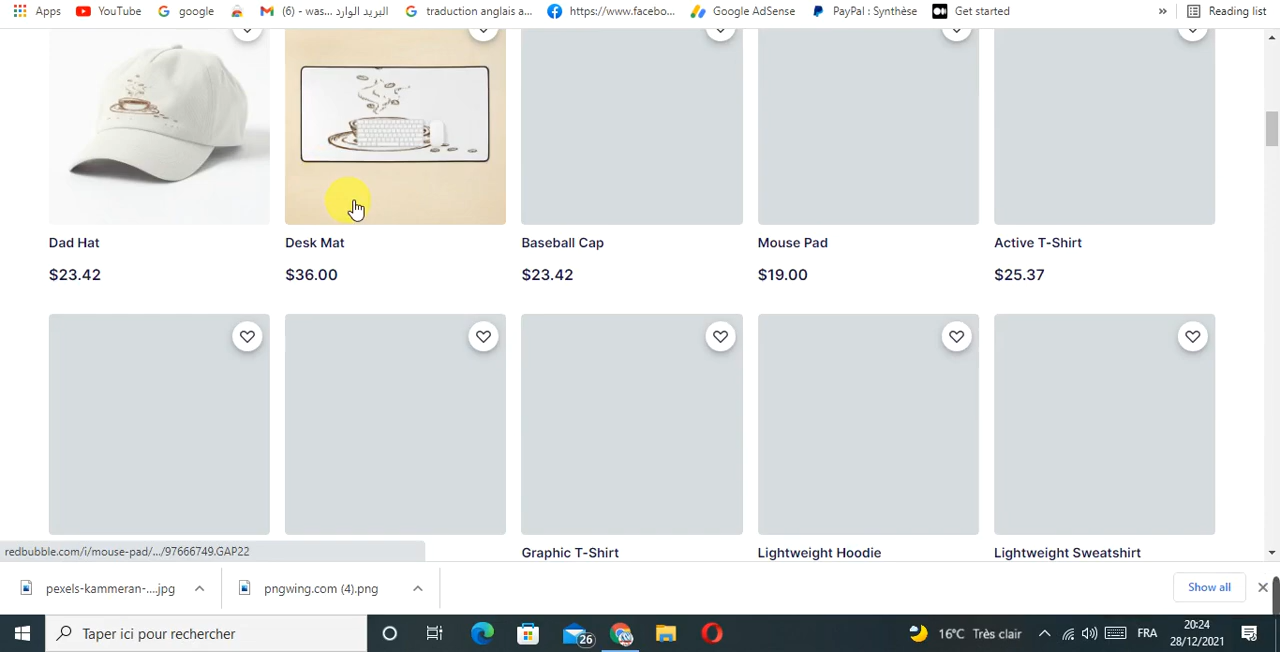 Apps YouTube google (6) - was... البريد الوارد traduction anglais a... https://www.facebo... Google AdSense PayPal : Synthèse Get started » Reading list
Dad Hat Desk Mat Baseball Cap Mouse Pad Active T-Shirt
$23.42 $36.00 $23.42 $19.00 $25.37
Graphic T-Shirt Lightweight Hoodie Lightweight Sweatshirt
redbubble.com/i/mouse-pad/.../97666749.GAP22
pexels-kammeran-....jpg pngwing.com (4).png Show all
Taper ici pour rechercher 26 16°C Très clair FRA 20:24
28/12/2021